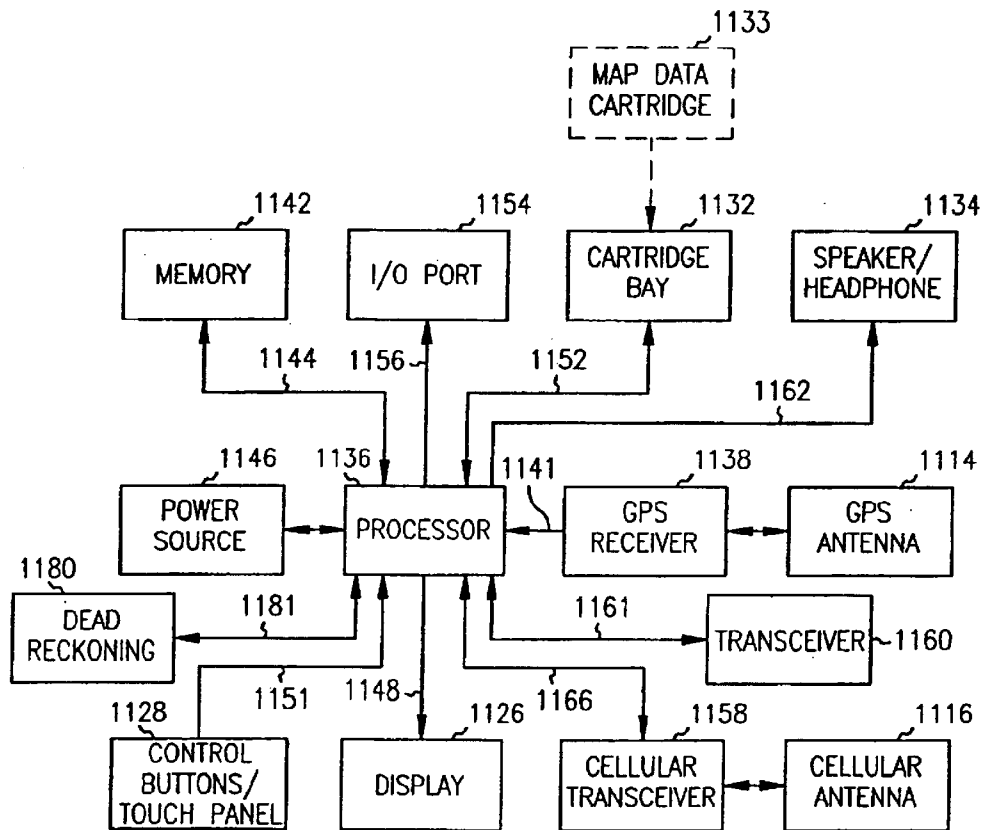 1133
MAP DATA
CARTRIDGE
1142
1154
1132
1134
MEMORY
I/O PORT
CARTRIDGE
BAY
SPEAKER/
HEADPHONE
1144
1156
1152
1162
1146
1136
1141
1138
1114
POWER
SOURCE
PROCESSOR
GPS
RECEIVER
GPS
ANTENNA
1180
DEAD
RECKONING
1181
1161
TRANSCEIVER
1160
1151
1148
1166
1128
1126
1158
1116
CONTROL
BUTTONS/
TOUCH PANEL
DISPLAY
CELLULAR
TRANSCEIVER
CELLULAR
ANTENNA